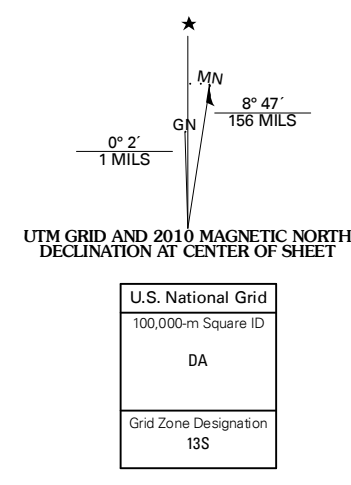 MN
8° 47´
156 MILS
GN
0° 2´
1 MILS
UTM GRID AND 2010 MAGNETIC NORTH
DECLINATION AT CENTER OF SHEET
U.S. National Grid
100,000-m Square ID
DA
Grid Zone Designation
13S